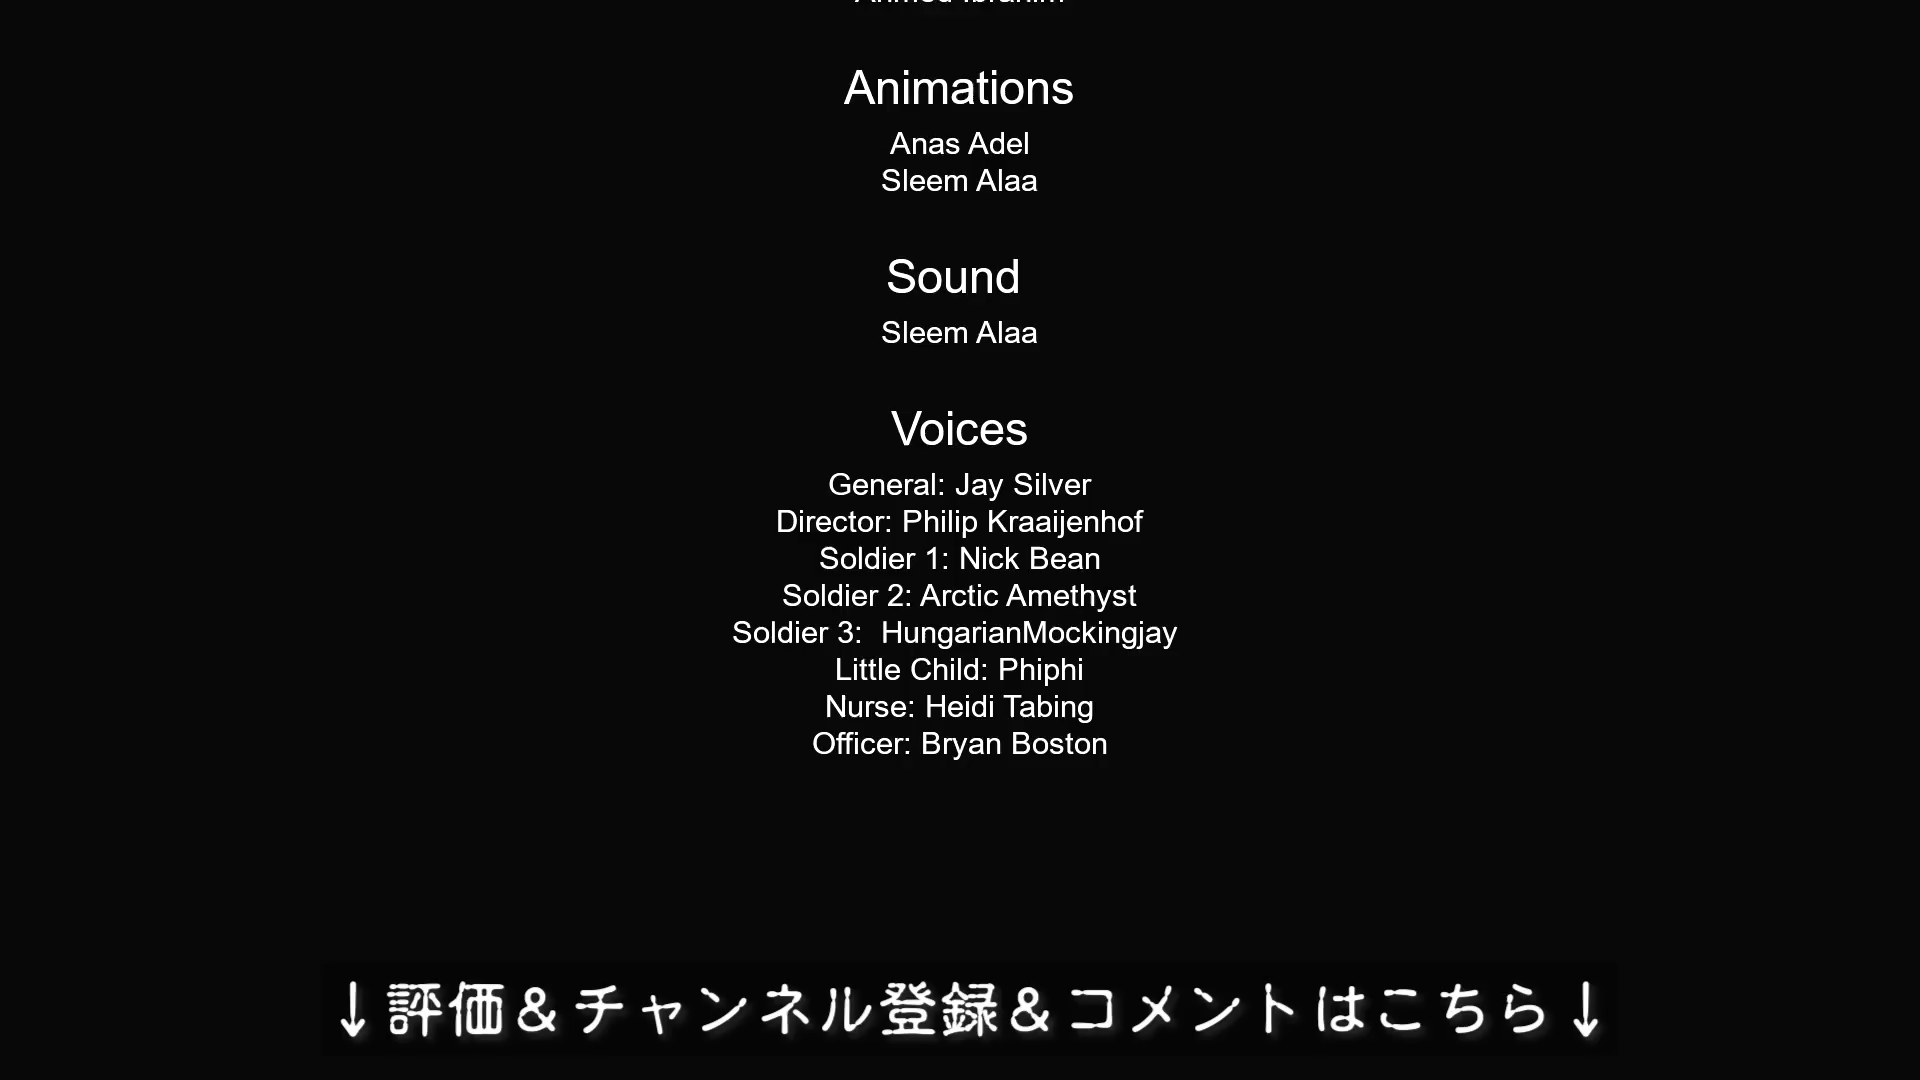 Ahmed Ibrahim
Animations
Anas Adel
Sleem Alaa
Sound
Sleem Alaa
Voices
General: Jay Silver
Director: Philip Kraaijenhof
Soldier 1: Nick Bean
Soldier 2: Arctic Amethyst
Soldier 3:  HungarianMockingjay
Little Child: Phiphi
Nurse: Heidi Tabing
Officer: Bryan Boston
↓評価&チャンネル登録&コメントはこちら↓